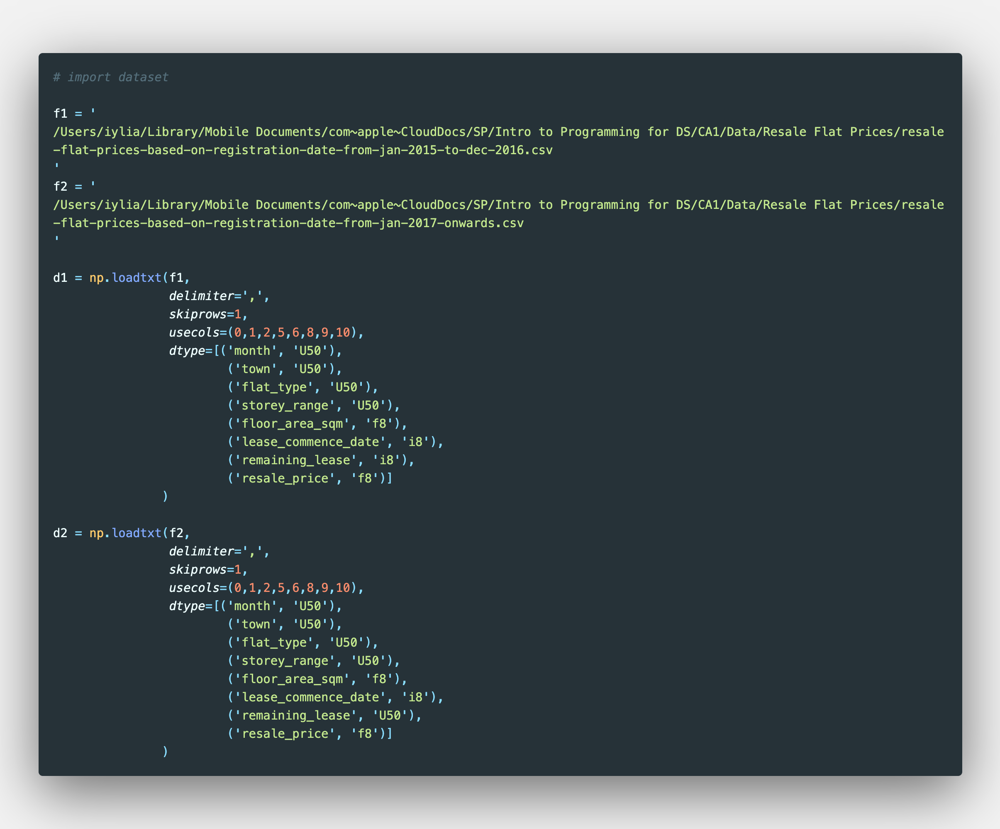 # import dataset
f1 = '
/Users/iylia/Library/Mobile Documents/com~apple~CloudDocs/SP/Intro to Programming for DS/CA1/Data/Resale Flat Prices/resale
-flat-prices-based-on-registration-date-from-jan-2015-to-dec-2016.csv
'
f2 = '
/Users/iylia/Library/Mobile Documents/com~apple~CloudDocs/SP/Intro to Programming for DS/CA1/Data/Resale Flat Prices/resale
-flat-prices-based-on-registration-date-from-jan-2017-onwards.csv
'
d1 = np.loadtxt(f1,
delimiter=',',
skiprows=1,
usecols=(0,1,2,5,6,8,9,10),
dtype=[('month', 'U50'),
('town', 'U50'),
('flat_type', 'U50'),
('storey_range', 'U50'),
('floor_area_sqm', 'f8'),
('lease_commence_date', 'i8'),
('remaining_lease', 'i8'),
('resale_price', 'f8')]
)
d2 = np.loadtxt(f2,
delimiter=',',
skiprows=1,
usecols=(0,1,2,5,6,8,9,10),
dtype=[('month', 'U50'),
('town', 'U50'),
('flat_type', 'U50'),
('storey_range', 'U50'),
('floor_area_sqm', 'f8'),
('lease_commence_date', 'i8'),
('remaining_lease', 'U50'),
('resale_price', 'f8')]
)